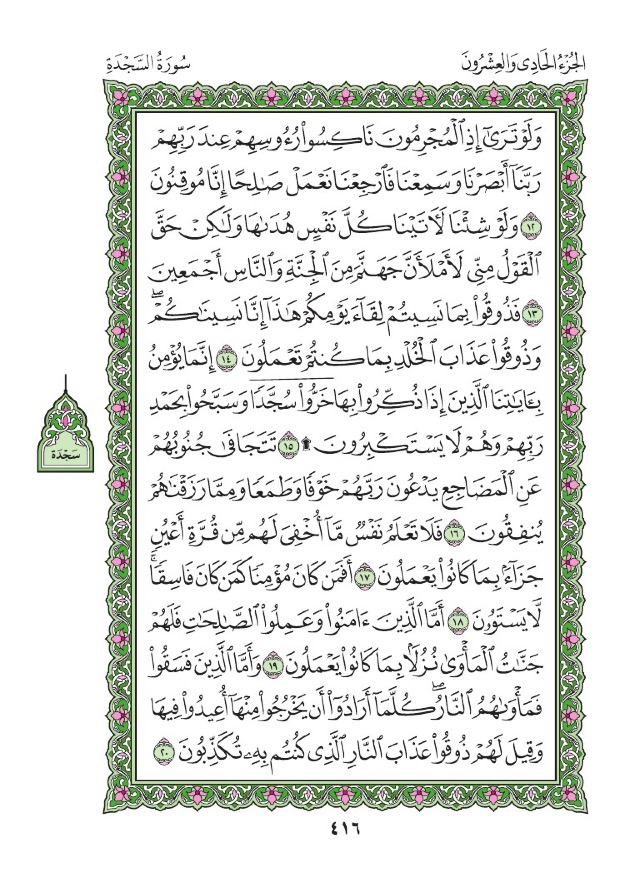 الجُزْءُ الحَادِي وَالعِشْرُونَ
سُورَةُ السَّجْدَةِ
وَلَوْ تَرَىٰٓ إِذِ ٱلْمُجْرِمُونَ نَاكِسُوا۟ رُءُوسِهِمْ عِندَ رَبِّهِمْ
رَبَّنَآ أَبْصَرْنَا وَسَمِعْنَا فَٱرْجِعْنَا نَعْمَلْ صَٰلِحًا إِنَّا مُوقِنُونَ
١٢ وَلَوْ شِئْنَا لَءَاتَيْنَا كُلَّ نَفْسٍ هُدَىٰهَا وَلَٰكِنْ حَقَّ
ٱلْقَوْلُ مِنِّى لَأَمْلَأَنَّ جَهَنَّمَ مِنَ ٱلْجِنَّةِ وَٱلنَّاسِ أَجْمَعِينَ
١٣ فَذُوقُوا۟ بِمَا نَسِيتُمْ لِقَآءَ يَوْمِكُمْ هَٰذَآ إِنَّا نَسِينَٰكُمْ ۖ
وَذُوقُوا۟ عَذَابَ ٱلْخُلْدِ بِمَا كُنتُمْ تَعْمَلُونَ ١٤ إِنَّمَا يُؤْمِنُ
بِـَٔايَٰتِنَا ٱلَّذِينَ إِذَا ذُكِّرُوا۟ بِهَا خَرُّوا۟ سُجَّدًا وَسَبَّحُوا۟ بِحَمْدِ
رَبِّهِمْ وَهُمْ لَا يَسْتَكْبِرُونَ ۩ ١٥ تَتَجَافَىٰ جُنُوبُهُمْ
عَنِ ٱلْمَضَاجِعِ يَدْعُونَ رَبَّهُمْ خَوْفًا وَطَمَعًا وَمِمَّا رَزَقْنَٰهُمْ
يُنفِقُونَ ١٦ فَلَا تَعْلَمُ نَفْسٌ مَّآ أُخْفِىَ لَهُم مِّن قُرَّةِ أَعْيُنٍ
جَزَآءًۢ بِمَا كَانُوا۟ يَعْمَلُونَ ١٧ أَفَمَن كَانَ مُؤْمِنًا كَمَن كَانَ فَاسِقًا ۚ
لَّا يَسْتَوُۥنَ ١٨ أَمَّا ٱلَّذِينَ ءَامَنُوا۟ وَعَمِلُوا۟ ٱلصَّٰلِحَٰتِ فَلَهُمْ
جَنَّٰتُ ٱلْمَأْوَىٰ نُزُلًۢا بِمَا كَانُوا۟ يَعْمَلُونَ ١٩ وَأَمَّا ٱلَّذِينَ فَسَقُوا۟
فَمَأْوَىٰهُمُ ٱلنَّارُ ۖ كُلَّمَآ أَرَادُوٓا۟ أَن يَخْرُجُوا۟ مِنْهَآ أُعِيدُوا۟ فِيهَا
وَقِيلَ لَهُمْ ذُوقُوا۟ عَذَابَ ٱلنَّارِ ٱلَّذِى كُنتُم بِهِۦ تُكَذِّبُونَ ٢٠
سَجْدَة
٤١٦